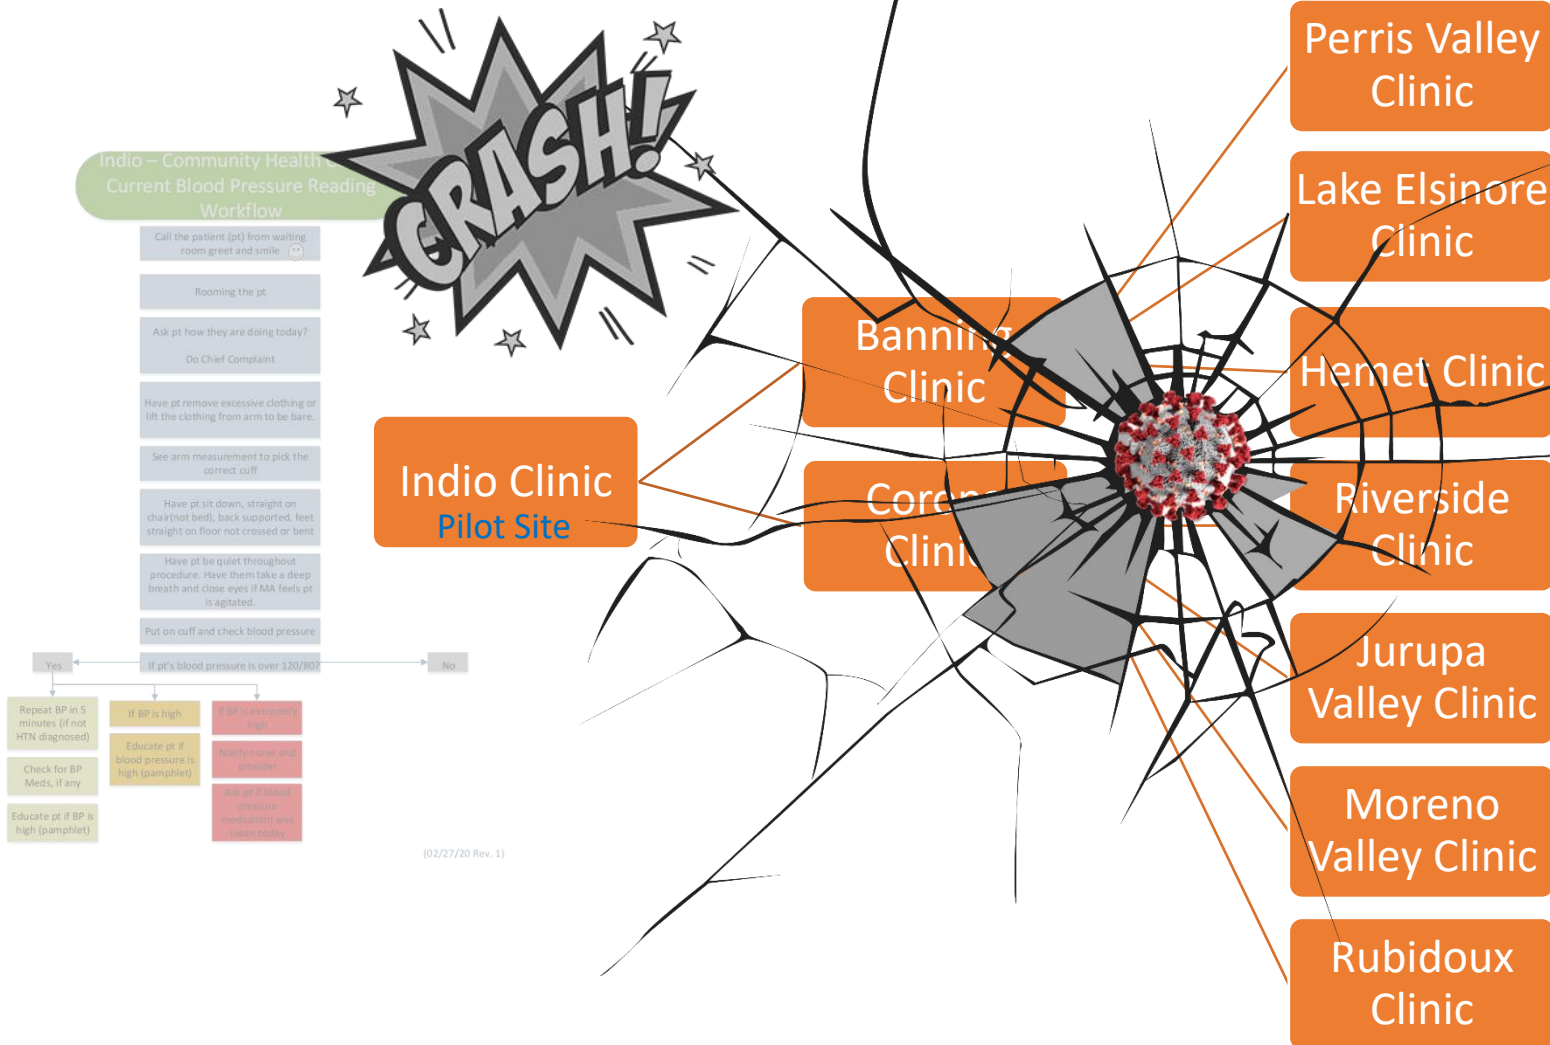 CRASH!
Indio – Community Health
Current Blood Pressure Reading
Workflow
Call the patient (pt) from waiting
room greet and smile
Rooming the pt
Ask pt how they are doing today?
Do Chief Complaint
Have pt remove excessive clothing or
lift the clothing from arm to be bare.
See arm measurement to pick the
correct cuff
Have pt sit down, straight on
chair(not bed), back supported, feet
straight on floor not crossed or bent
Have pt be quiet throughout
procedure. Have them take a deep
breath and close eyes if MA feels pt
is agitated.
Put on cuff and check blood pressure
If pt's blood pressure is over 120/80?
Yes
No
Repeat BP in 5
minutes (if not
HTN diagnosed)
Check for BP
Meds, if any
Educate pt if BP is
high (pamphlet)
If BP is high
Educate pt if
blood pressure is
high (pamphlet)
If BP is extremely
high
Notify nurse and
provider
Ask pt if blood
pressure
medication was
taken today
(02/27/20 Rev. 1)
Indio Clinic
Pilot Site
Banning
Clinic
Corona
Clinic
Perris Valley
Clinic
Lake Elsinore
Clinic
Hemet Clinic
Riverside
Clinic
Jurupa
Valley Clinic
Moreno
Valley Clinic
Rubidoux
Clinic